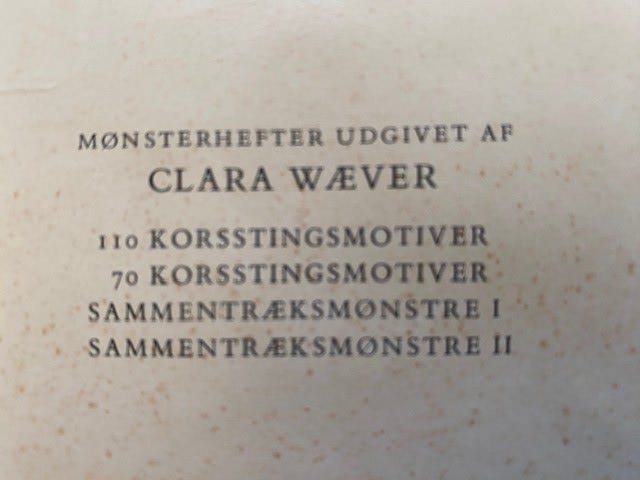 MØNSTERHEFTER UDGIVET AF
CLARA WÆVER
110 KORSSTINGSMOTIVER
70 KORSSTINGSMOTIVER
SAMMENTRÆKSMØNSTRE I
SAMMENTRÆKSMØNSTRE II